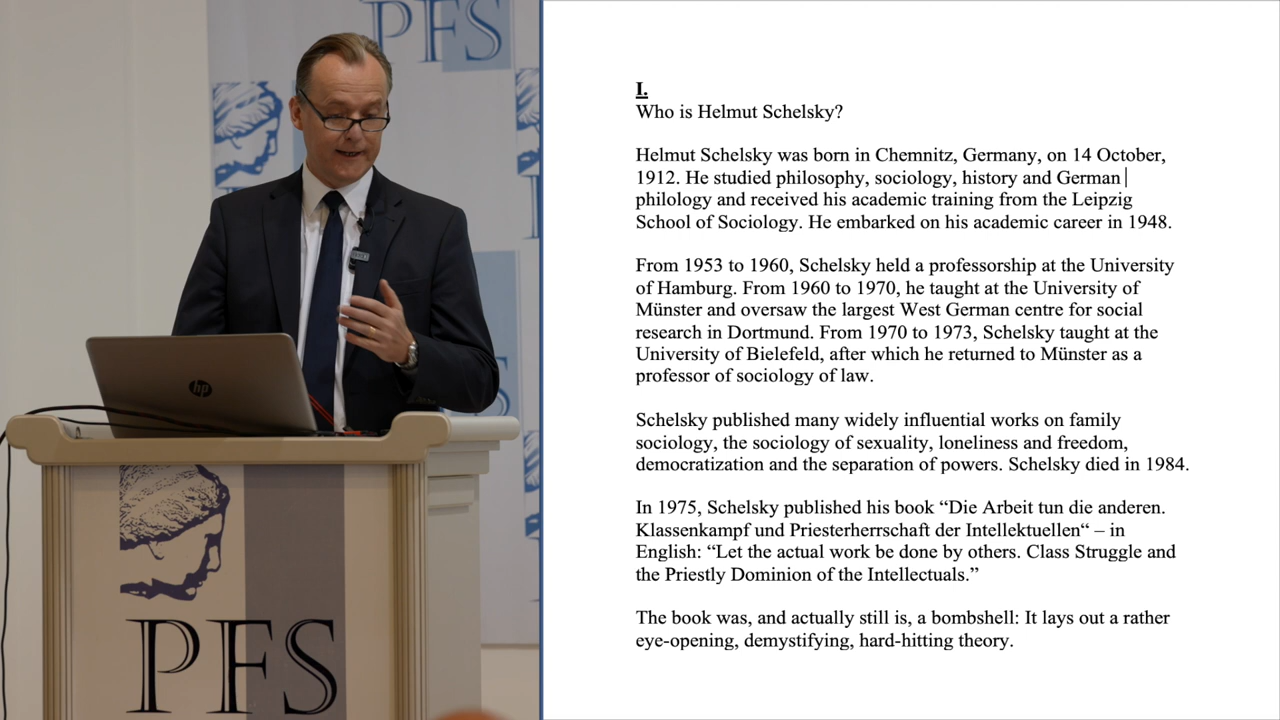 PFS
hp
PFS
I.
Who is Helmut Schelsky?
Helmut Schelsky was born in Chemnitz, Germany, on 14 October,
1912. He studied philosophy, sociology, history and German
philology and received his academic training from the Leipzig
School of Sociology. He embarked on his academic career in 1948.
From 1953 to 1960, Schelsky held a professorship at the University
of Hamburg. From 1960 to 1970, he taught at the University of
Münster and oversaw the largest West German centre for social
research in Dortmund. From 1970 to 1973, Schelsky taught at the
University of Bielefeld, after which he returned to Münster as a
professor of sociology of law.
Schelsky published many widely influential works on family
sociology, the sociology of sexuality, loneliness and freedom,
democratization and the separation of powers. Schelsky died in 1984.
In 1975, Schelsky published his book “Die Arbeit tun die anderen.
Klassenkampf und Priesterherrschaft der Intellektuellen“ – in
English: “Let the actual work be done by others. Class Struggle and
the Priestly Dominion of the Intellectuals.”
The book was, and actually still is, a bombshell: It lays out a rather
eye-opening, demystifying, hard-hitting theory.